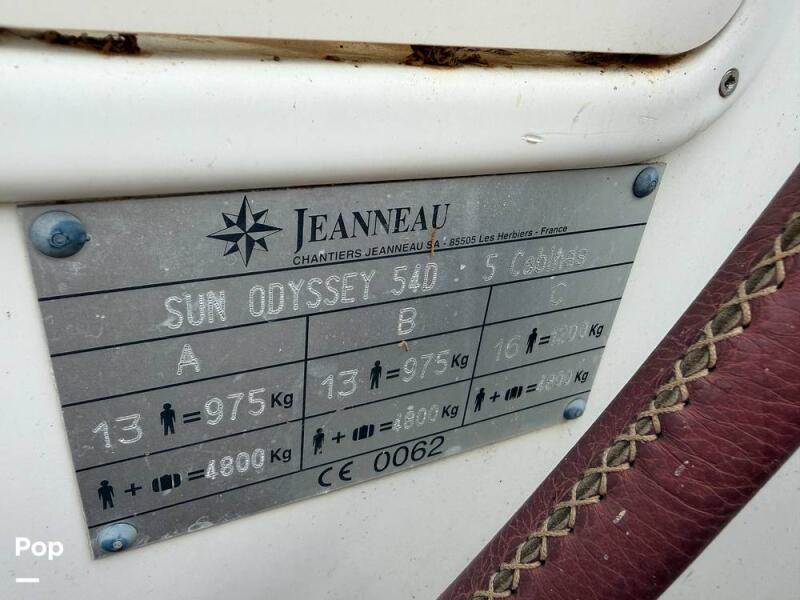 JEANNEAU
CHANTIERS JEANNEAU SA - 85505 Les Herbiers - France
SUN ODYSSEY 54D : 5 Cabinas
A B C
13 = 975 Kg 13 = 975 Kg 16 = 1200 Kg
+ = 4800 Kg + = 4800 Kg + = 4800 Kg
CE 0062
Pop